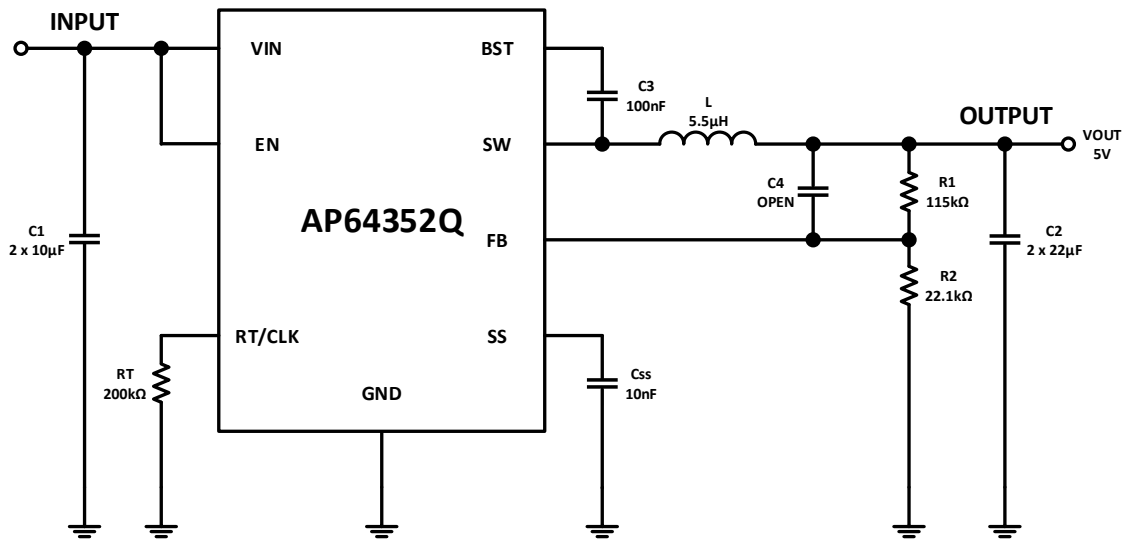 INPUT
VIN
BST
C3
100nF
L
5.5µH
OUTPUT
VOUT
5V
EN
SW
C4
OPEN
R1
115kΩ
AP64352Q
C1
2 x 10µF
FB
C2
2 x 22µF
R2
22.1kΩ
RT/CLK
SS
RT
200kΩ
GND
Css
10nF